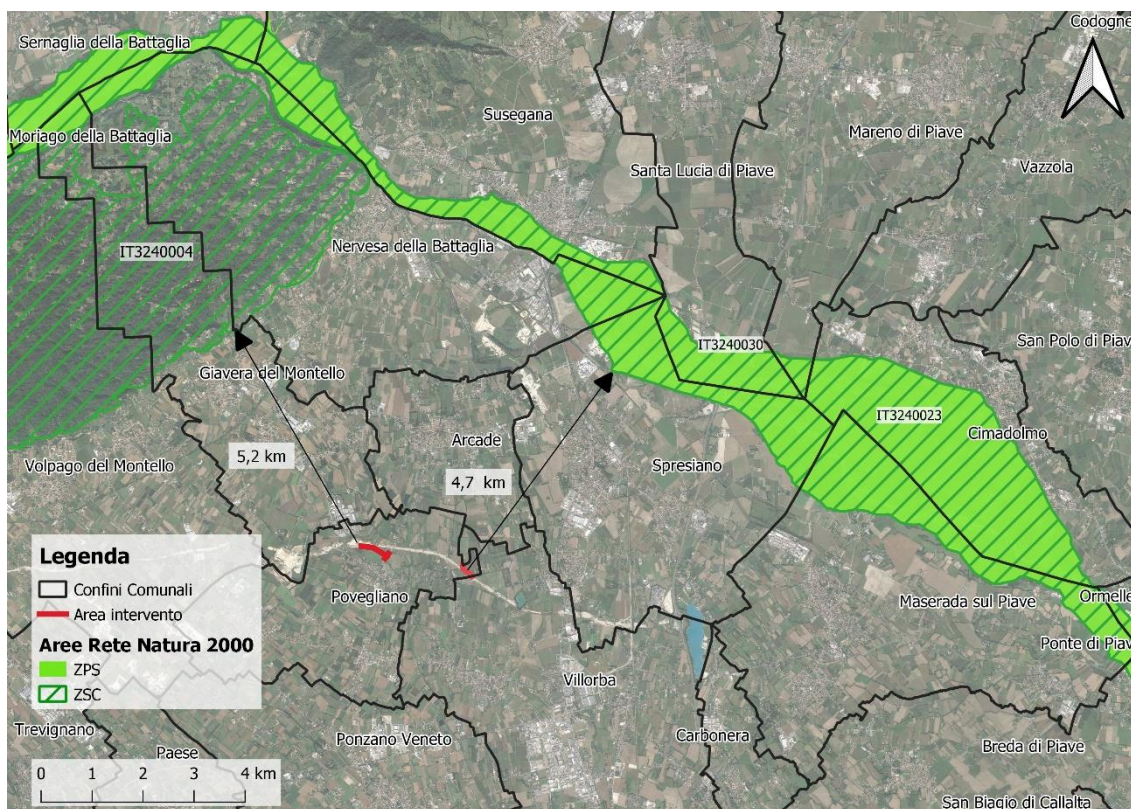 Codogne
Sernaglia della Battaglia
Susegana
Mareno di Piave
Moriago della Battaglia
Vazzola
Santa Lucia di Piave
Nervesa della Battaglia
IT3240004
San Polo di Piav
IT3240030
Giavera del Montello
IT3240023
Cimadolmo
Arcade
5,2 km
Volpago del Montello
Spresiano
4,7 km
Legenda
Confini Comunali
Area intervento
Aree Rete Natura 2000
ZPS
ZSC
Povegliano
Maserada sul Piave
Ormelle
Ponte di Piav
Villorba
Trevignano
Paese
Ponzano Veneto
Carbonera
Breda di Piave
0 1 2 3 4 km
San Biagio di Callalta